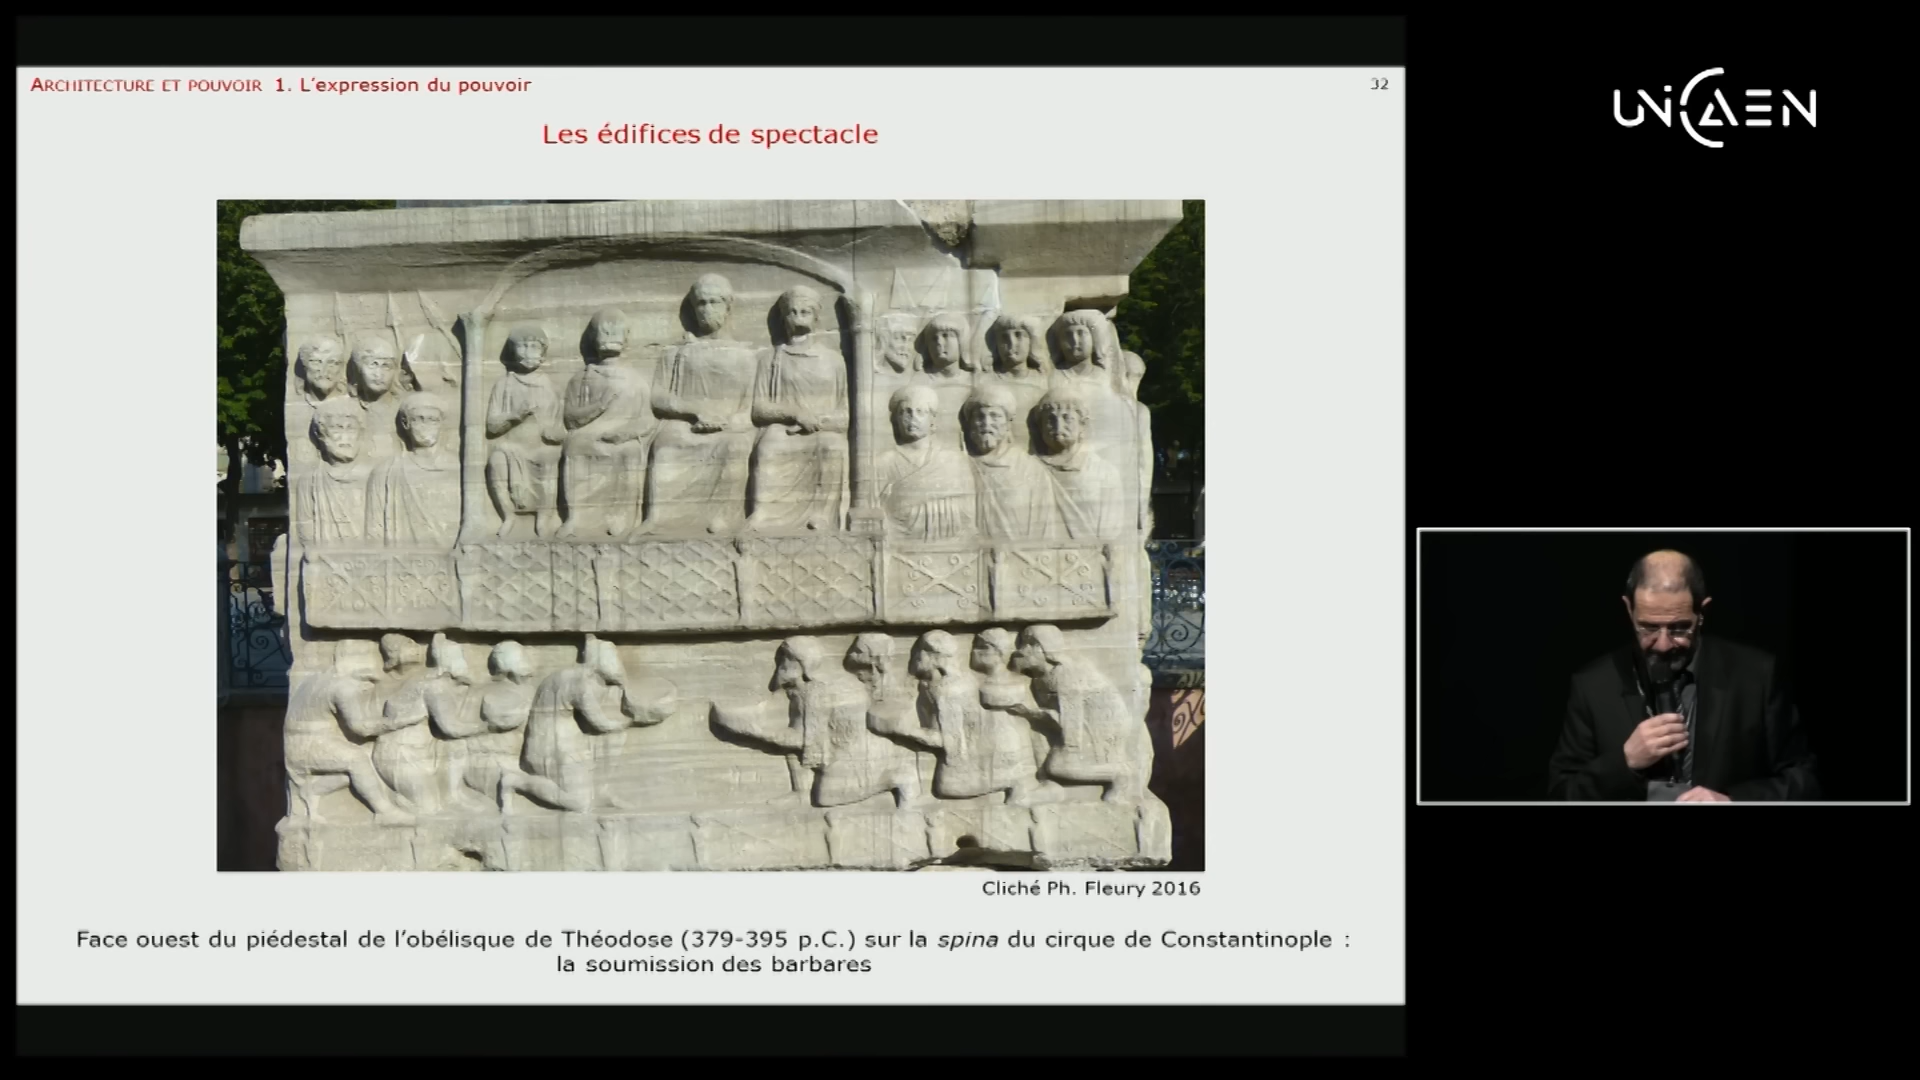 ARCHITECTURE ET POUVOIR 1. L'expression du pouvoir
32
Les édifices de spectacle
Cliché Ph. Fleury 2016
Face ouest du piédestal de l'obélisque de Théodose (379-395 p.C.) sur la spina du cirque de Constantinople :
la soumission des barbares
UNICAEN